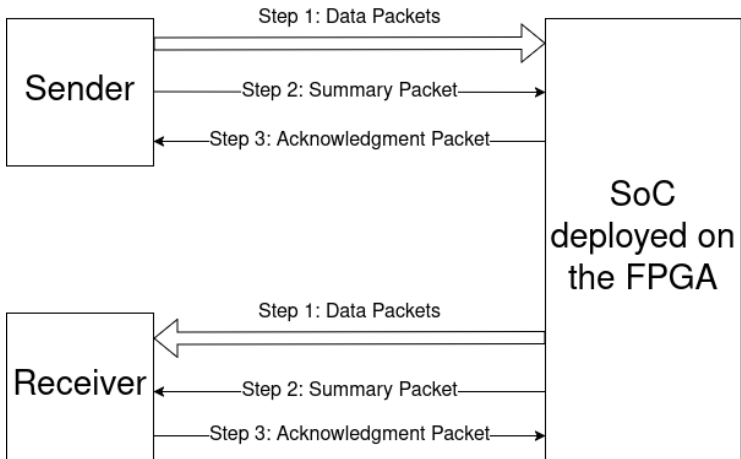 Step 1: Data Packets
Sender
Step 2: Summary Packet
Step 3: Acknowledgment Packet
SoC
deployed on
the FPGA
Step 1: Data Packets
Receiver
Step 2: Summary Packet
Step 3: Acknowledgment Packet